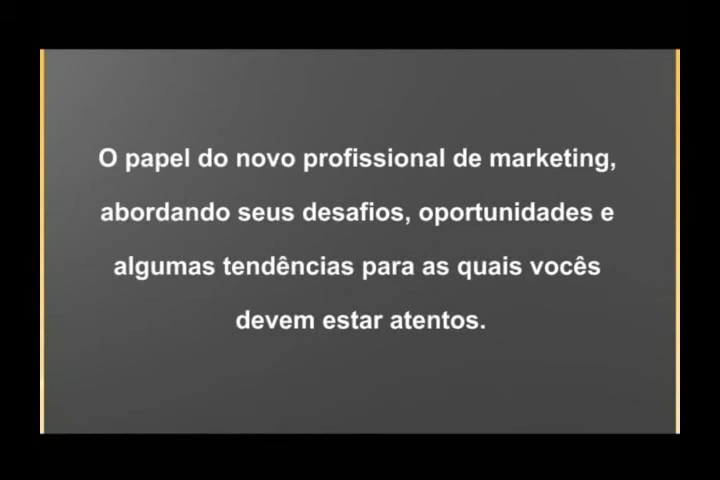 O papel do novo profissional de marketing,
abordando seus desafios, oportunidades e
algumas tendências para as quais vocês
devem estar atentos.